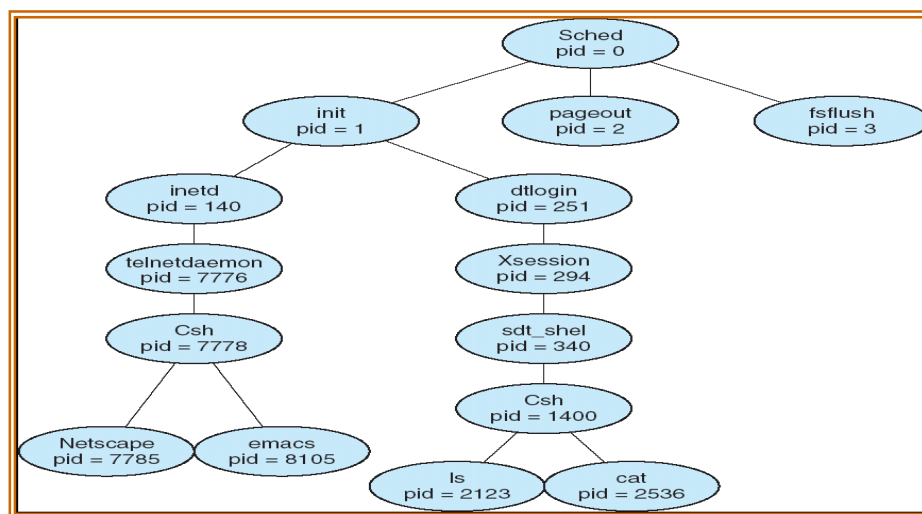 Sched
pid = 0
init
pid = 1
pageout
pid = 2
fsflush
pid = 3
inetd
pid = 140
dtlogin
pid = 251
telnetdaemon
pid = 7776
Xsession
pid = 294
Csh
pid = 7778
sdt_shel
pid = 340
Csh
pid = 1400
Netscape
pid = 7785
emacs
pid = 8105
ls
pid = 2123
cat
pid = 2536